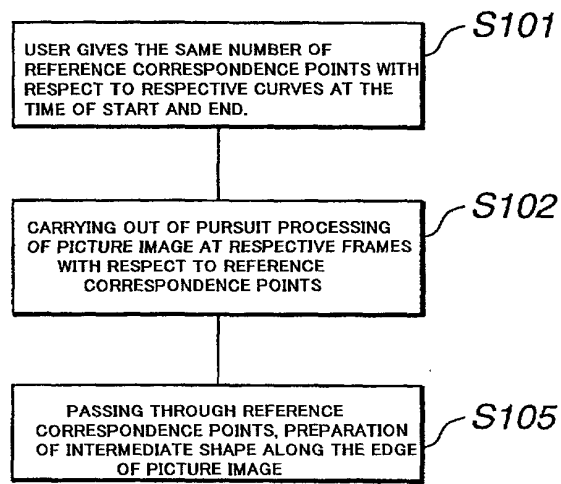 S101
USER GIVES THE SAME NUMBER OF
REFERENCE CORRESPONDENCE POINTS WITH
RESPECT TO RESPECTIVE CURVES AT THE
TIME OF START AND END.
S102
CARRYING OUT OF PURSUIT PROCESSING
OF PICTURE IMAGE AT RESPECTIVE FRAMES
WITH RESPECT TO REFERENCE
CORRESPONDENCE POINTS
S105
PASSING THROUGH REFERENCE
CORRESPONDENCE POINTS, PREPARATION
OF INTERMEDIATE SHAPE ALONG THE EDGE
OF PICTURE IMAGE